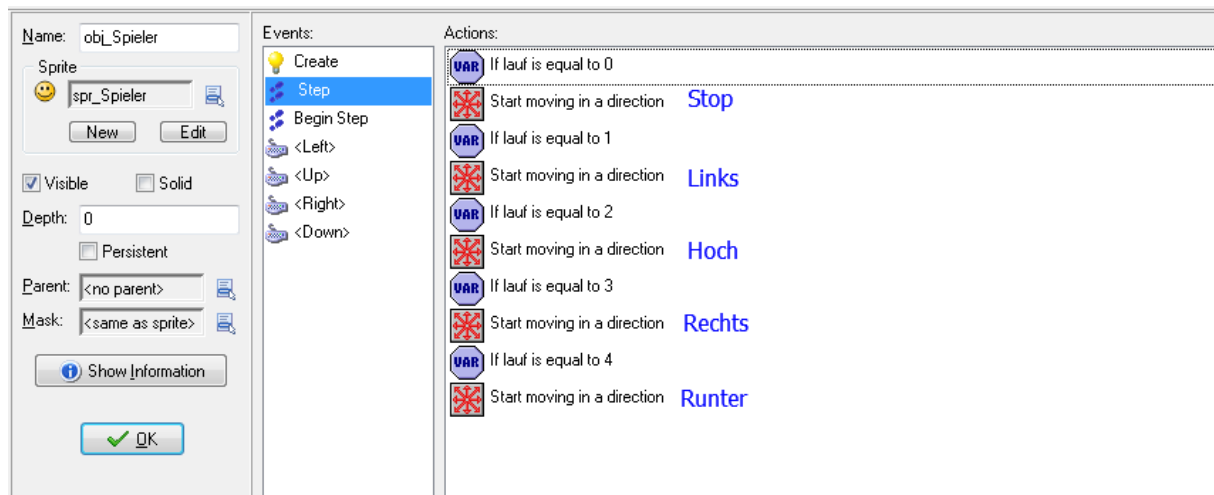 Name: obj_Spieler
Sprite
spr_Spieler
New Edit
Visible Solid
Depth: 0
Persistent
Parent: <no parent>
Mask: <same as sprite>
Show Information
OK
Events:
Create
Step
Begin Step
<Left>
<Up>
<Right>
<Down>
Actions:
VAR If lauf is equal to 0
Start moving in a direction Stop
VAR If lauf is equal to 1
Start moving in a direction Links
VAR If lauf is equal to 2
Start moving in a direction Hoch
VAR If lauf is equal to 3
Start moving in a direction Rechts
VAR If lauf is equal to 4
Start moving in a direction Runter